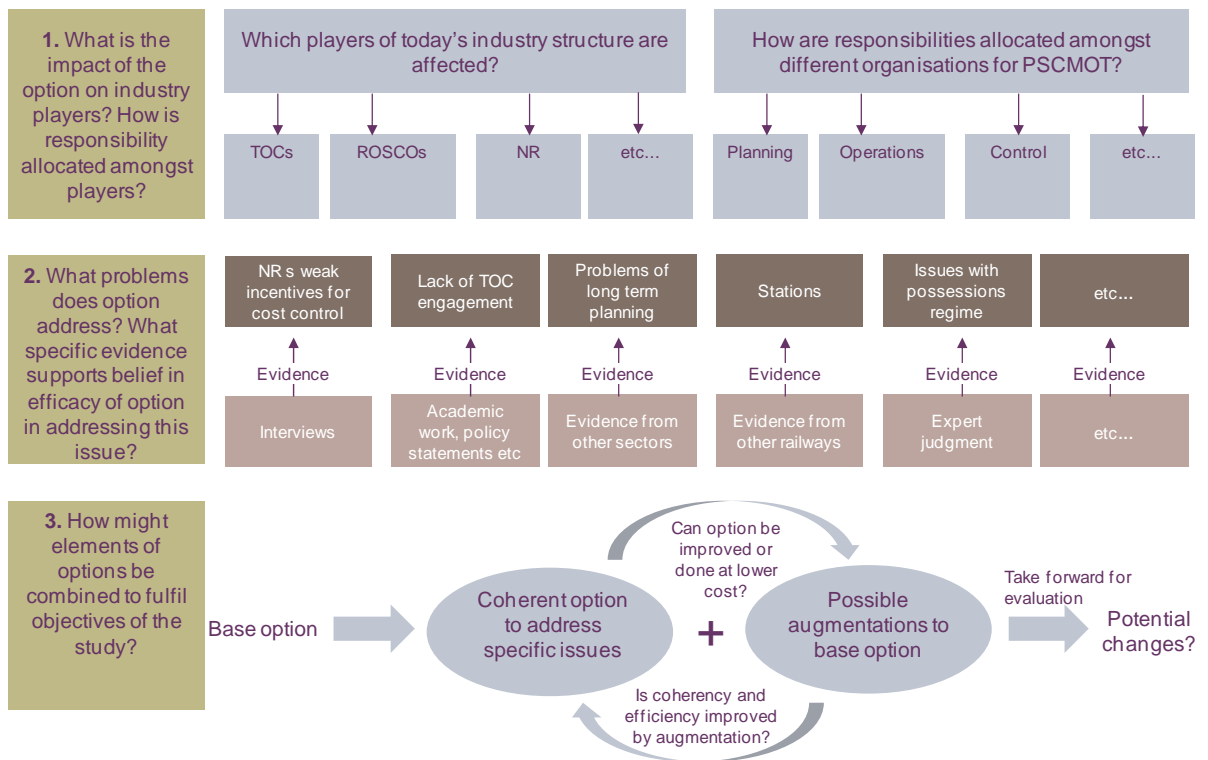 1. What is the
impact of the
option on industry
players? How is
responsibility
allocated amongst
players?
Which players of today's industry structure are
affected?
TOCs
ROSCOs
NR
etc...
How are responsibilities allocated amongst
different organisations for PSCMOT?
Planning
Operations
Control
etc...
2. What problems
does option
address? What
specific evidence
supports belief in
efficacy of option
in addressing this
issue?
NR s weak
incentives for
cost control
Lack of TOC
engagement
Problems of
long term
planning
Stations
Issues with
possessions
regime
etc...
Evidence
Evidence
Evidence
Evidence
Evidence
Evidence
Interviews
Academic
work, policy
statements etc
Evidence from
other sectors
Evidence from
other railways
Expert
judgment
etc...
3. How might
elements of
options be
combined to fulfil
objectives of the
study?
Base option
Coherent option
to address
specific issues
Can option be
improved or
done at lower
cost?
+
Is coherency and
efficiency improved
by augmentation?
Possible
augmentations to
base option
Take forward for
evaluation
Potential
changes?